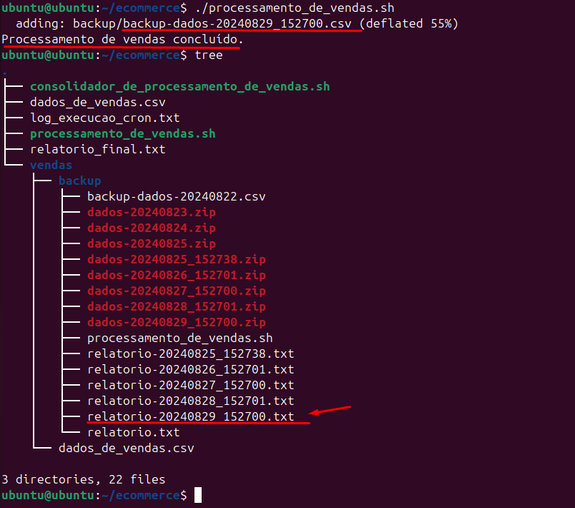 ubuntu@ubuntu:~/ecommerce$ ./processamento_de_vendas.sh
  adding: backup/backup-dados-20240829_152700.csv (deflated 55%)
Processamento de vendas concluido.
ubuntu@ubuntu:~/ecommerce$ tree
.
├── consolidador_de_processamento_de_vendas.sh
├── dados_de_vendas.csv
├── log_execucao_cron.txt
├── processamento_de_vendas.sh
├── relatorio_final.txt
└── vendas
    ├── backup
    │   ├── backup-dados-20240822.csv
    │   ├── dados-20240823.zip
    │   ├── dados-20240824.zip
    │   ├── dados-20240825.zip
    │   ├── dados-20240825_152738.zip
    │   ├── dados-20240826_152701.zip
    │   ├── dados-20240827_152700.zip
    │   ├── dados-20240828_152701.zip
    │   ├── dados-20240829_152700.zip
    │   ├── processamento_de_vendas.sh
    │   ├── relatorio-20240825_152738.txt
    │   ├── relatorio-20240826_152701.txt
    │   ├── relatorio-20240827_152700.txt
    │   ├── relatorio-20240828_152701.txt
    │   ├── relatorio-20240829_152700.txt
    │   └── relatorio.txt
    └── dados_de_vendas.csv

3 directories, 22 files
ubuntu@ubuntu:~/ecommerce$